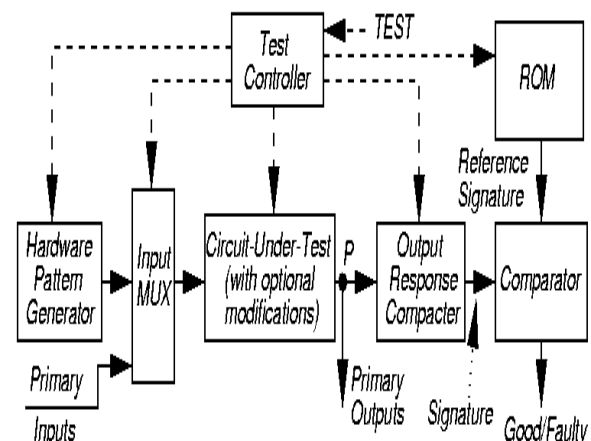 TEST
Test
Controller
ROM
Reference
Signature
Hardware
Pattern
Generator
Input
MUX
Circuit-Under-Test
(with optional
modifications)
P
Output
Response
Compacter
Comparator
Primary
Inputs
Primary
Outputs
Signature
Good/Faulty